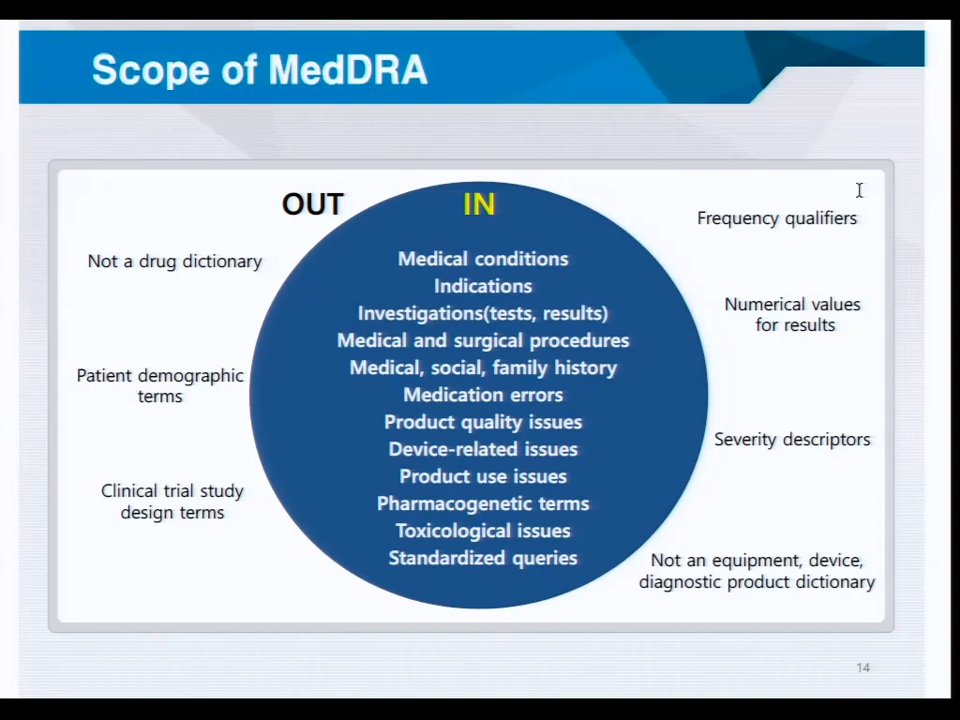 Scope of MedDRA
OUT
IN
Not a drug dictionary
Patient demographic
terms
Clinical trial study
design terms
Medical conditions
Indications
Investigations(tests, results)
Medical and surgical procedures
Medical, social, family history
Medication errors
Product quality issues
Device-related issues
Product use issues
Pharmacogenetic terms
Toxicological issues
Standardized queries
Frequency qualifiers
Numerical values
for results
Severity descriptors
Not an equipment, device,
diagnostic product dictionary
14